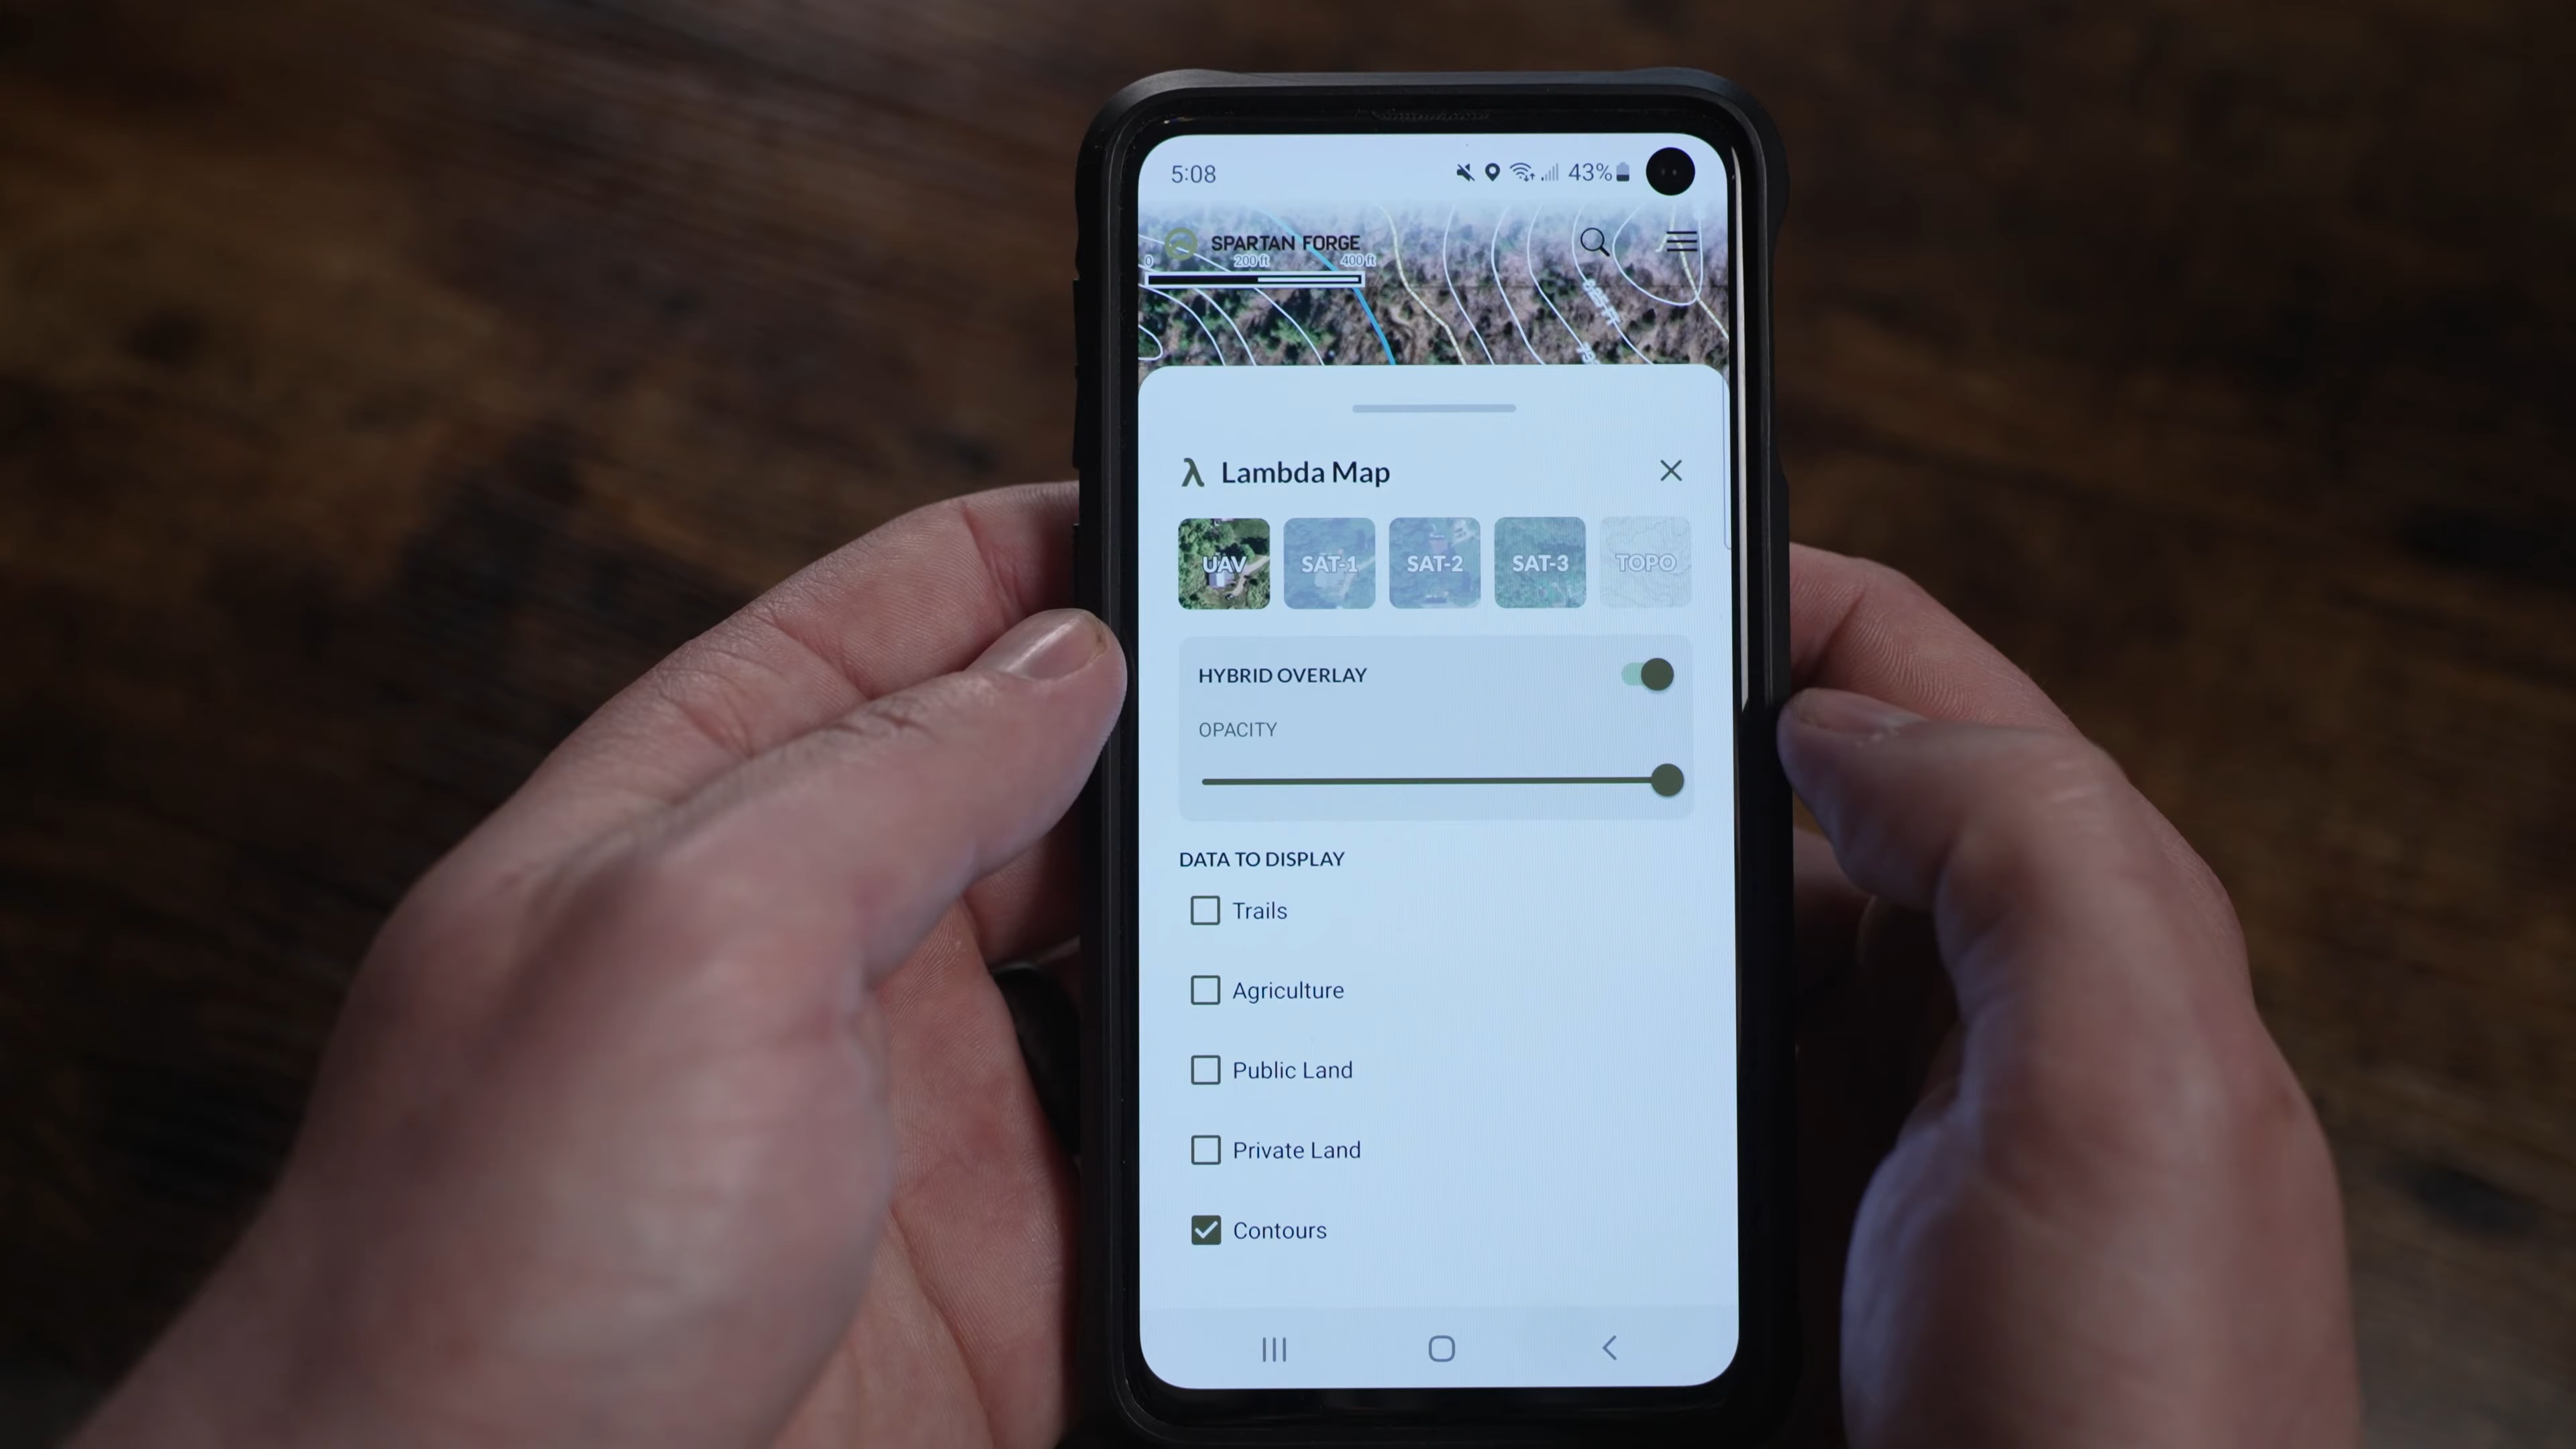 5:08
43%
SPARTAN FORGE
0 200 ft 400 ft
Lambda Map
UAV SAT-1 SAT-2 SAT-3 TOPO
HYBRID OVERLAY
OPACITY
DATA TO DISPLAY
Trails
Agriculture
Public Land
Private Land
Contours